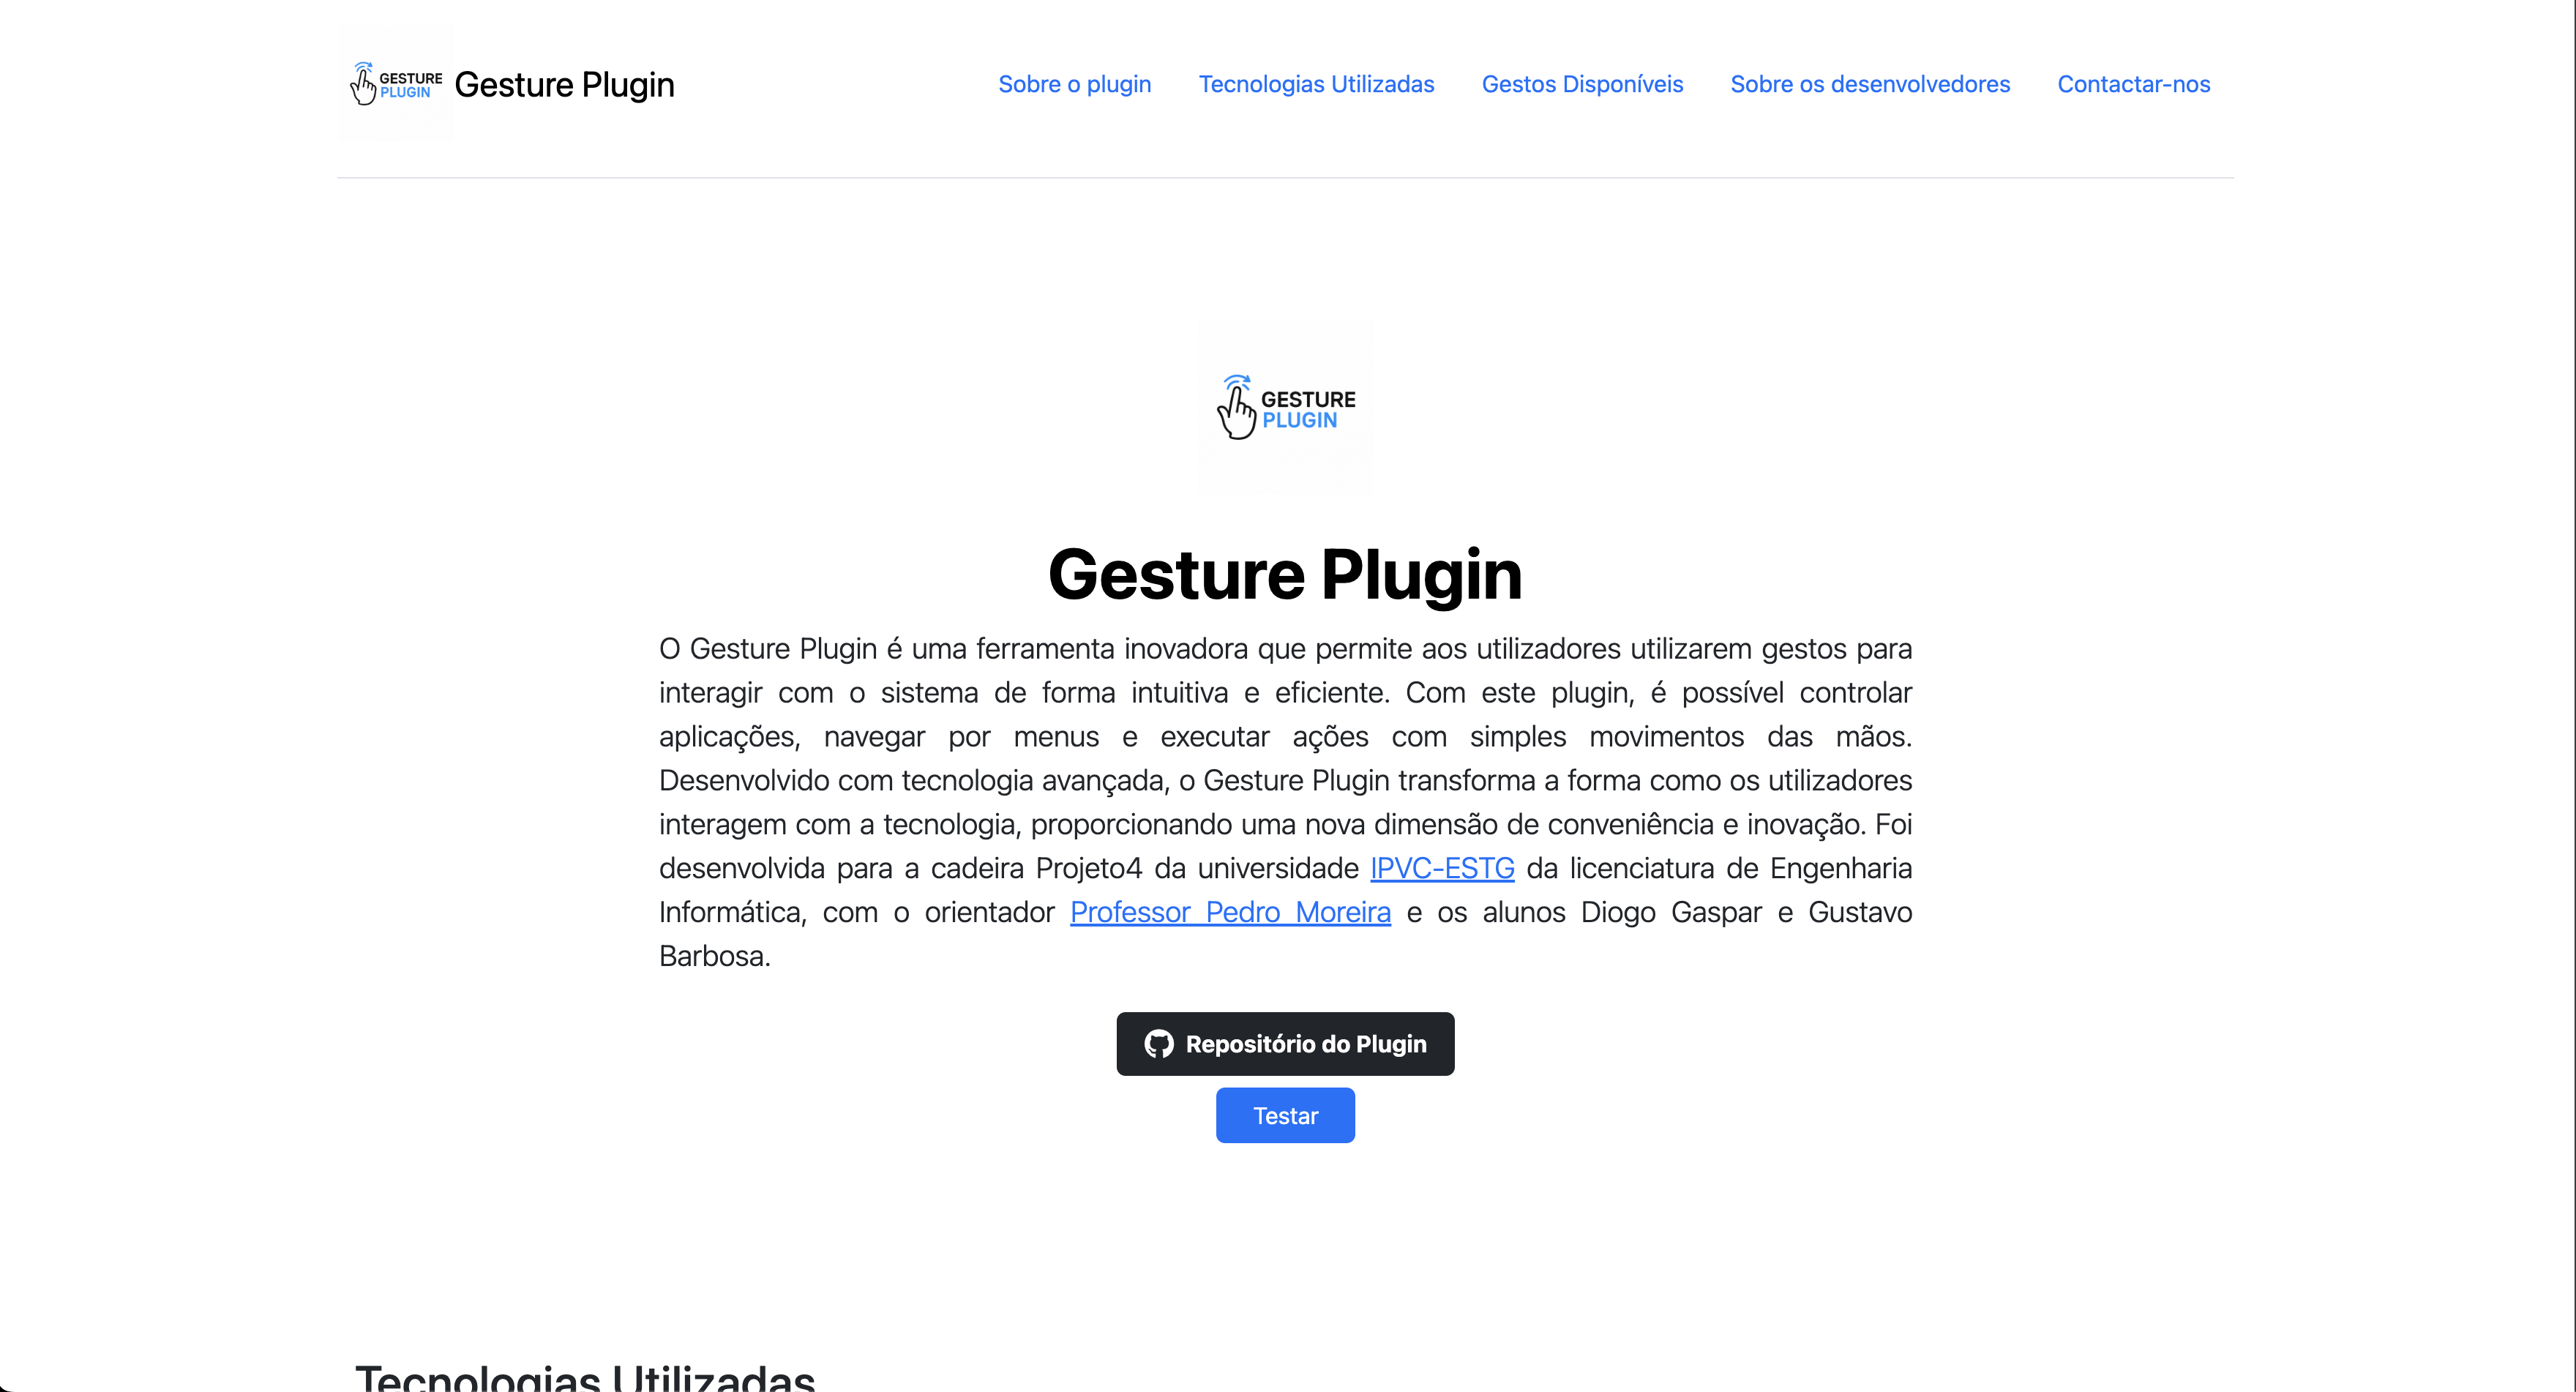 GESTURE
PLUGIN
Gesture Plugin
Sobre o plugin
Tecnologias Utilizadas
Gestos Disponíveis
Sobre os desenvolvedores
Contactar-nos
GESTURE
PLUGIN
Gesture Plugin
O Gesture Plugin é uma ferramenta inovadora que permite aos utilizadores utilizarem gestos para
interagir com o sistema de forma intuitiva e eficiente. Com este plugin, é possível controlar
aplicações, navegar por menus e executar ações com simples movimentos das mãos.
Desenvolvido com tecnologia avançada, o Gesture Plugin transforma a forma como os utilizadores
interagem com a tecnologia, proporcionando uma nova dimensão de conveniência e inovação. Foi
desenvolvida para a cadeira Projeto4 da universidade IPVC-ESTG da licenciatura de Engenharia
Informática, com o orientador Professor Pedro Moreira e os alunos Diogo Gaspar e Gustavo
Barbosa.
Repositório do Plugin
Testar
Tecnologias Utilizadas